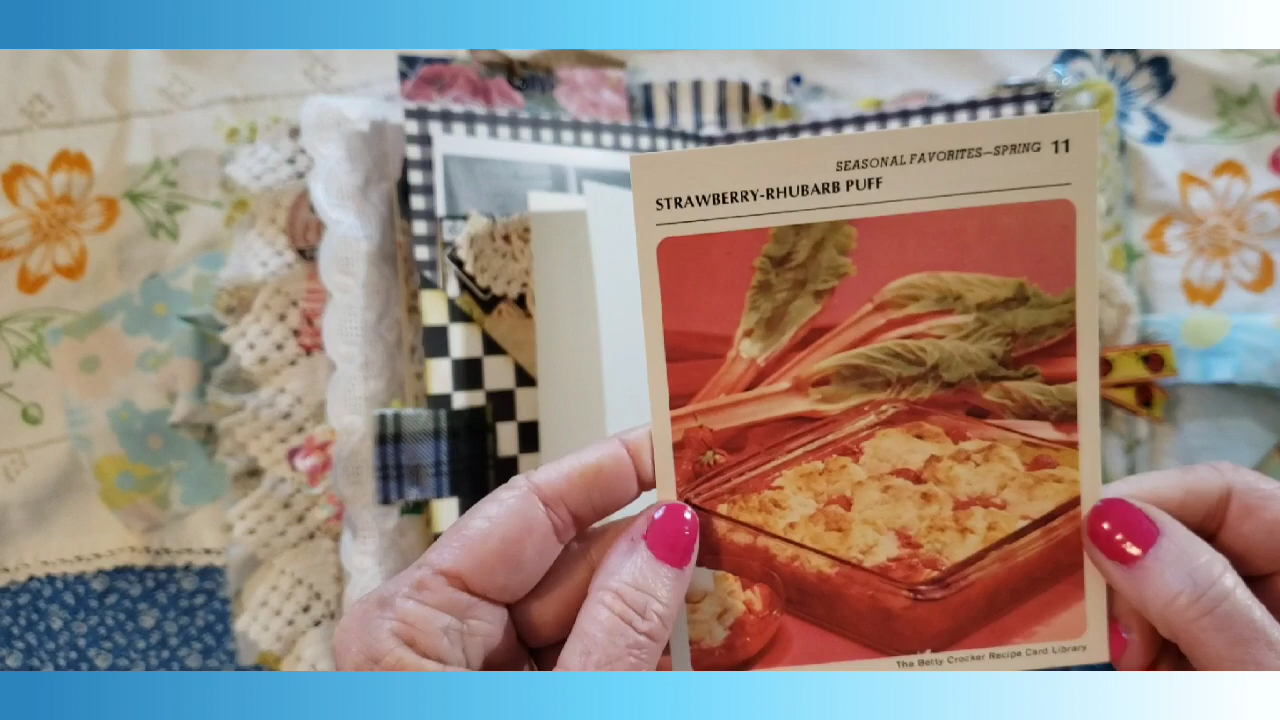 SEASONAL FAVORITES—SPRING 11
STRAWBERRY-RHUBARB PUFF
The Betty Crocker Recipe Card Library